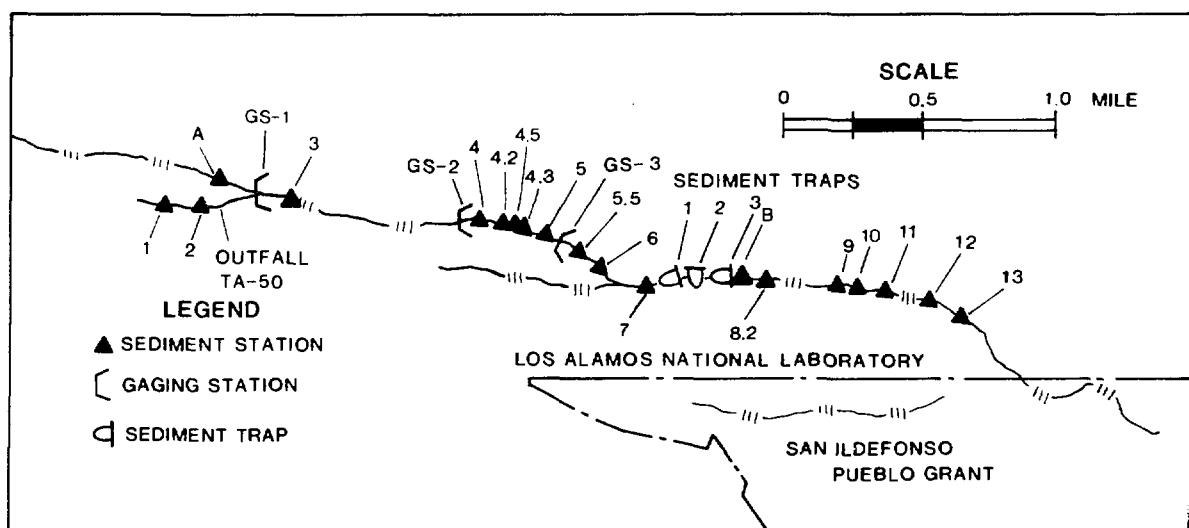 SCALE
0 0.5 1.0 MILE
A
GS-1
3
GS-2
4
4.2
4.5
4.3
5
GS-3
5.5
6
SEDIMENT TRAPS
1 2 3
B
9
10
11
12
13
1
2
OUTFALL
TA-50
7
8.2
LEGEND
SEDIMENT STATION
GAGING STATION
SEDIMENT TRAP
LOS ALAMOS NATIONAL LABORATORY
SAN ILDEFONSO
PUEBLO GRANT